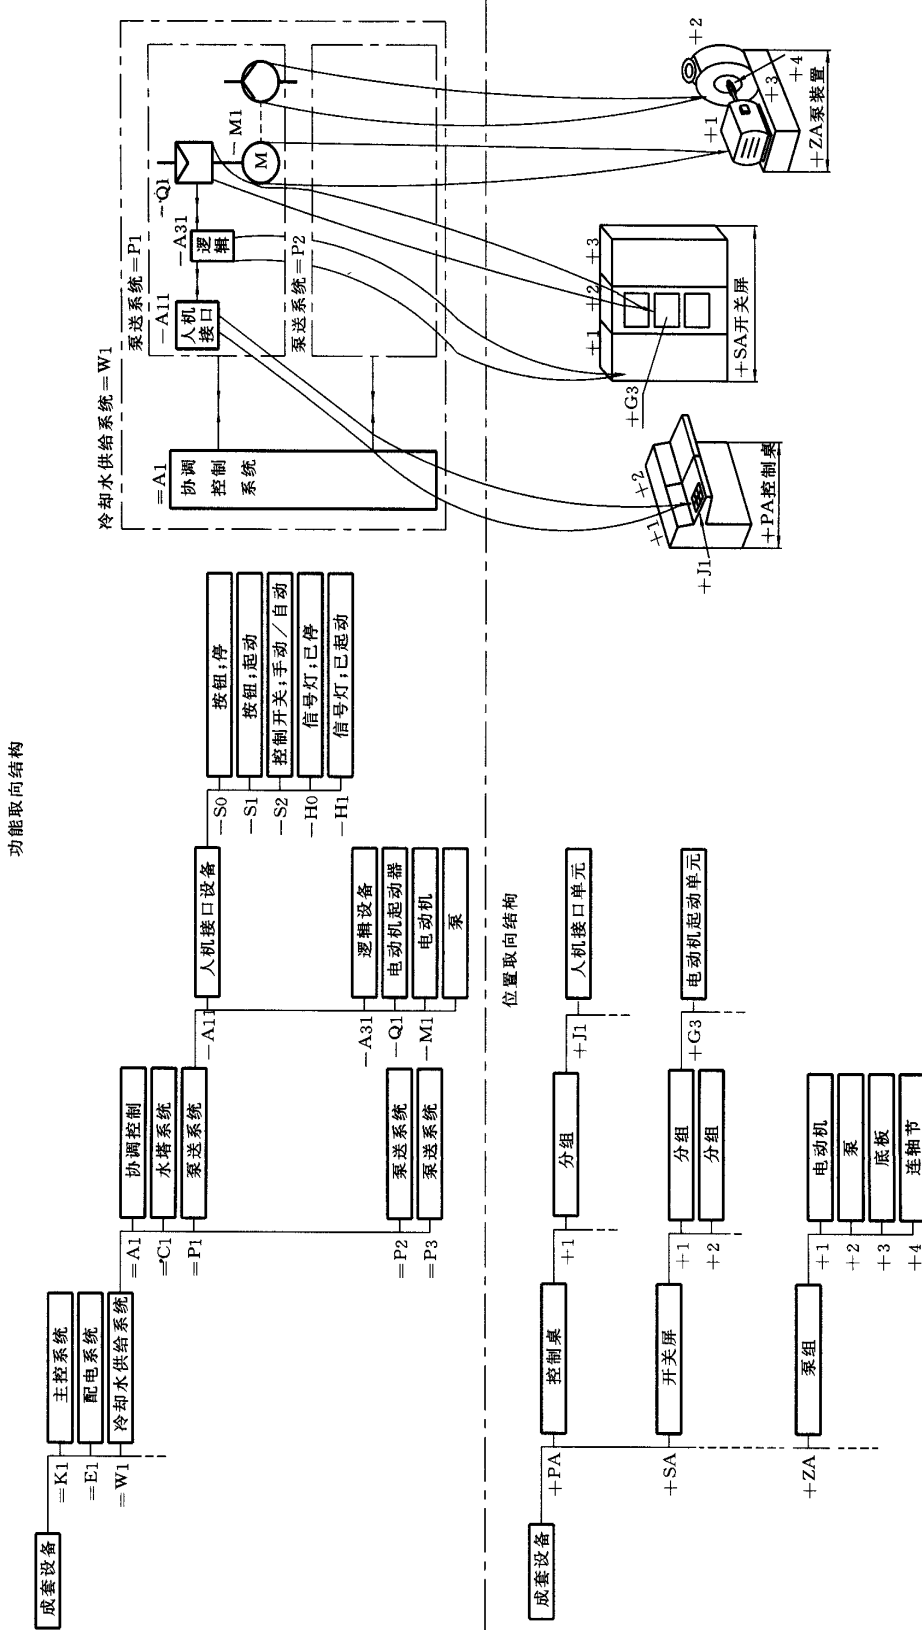 功能取向结构
成套设备
=K1 主控系统
=E1 配电系统
=W1 冷却水供给系统
=A1 协调控制
=C1 水塔系统
=P1 泵送系统
=P2 泵送系统
=P3 泵送系统
—A11 人机接口设备
—A31 逻辑设备
—Q1 电动机起动器
—M1 电动机
泵
—S0 按钮;停
—S1 按钮;起动
—S2 控制开关;手动/自动
—H0 信号灯;已停
—H1 信号灯;已起动
冷却水供给系统=W1
=A1
协调
控制
系统
泵送系统=P1
—A11
人机
接口
—A31
逻辑
—Q1
—M1
M
泵送系统=P2
位置取向结构
成套设备
+PA 控制桌
+SA 开关屏
+ZA 泵组
+1 分组
+J1 人机接口单元
+1 分组
+2 分组
+G3 电动机起动单元
+1 电动机
+2 泵
+3 底板
+4 连轴节
+1
+2
+J1
+PA控制桌
+1
+2
+3
+G3
+SA开关屏
+1
+2
+3
+4
+ZA泵装置